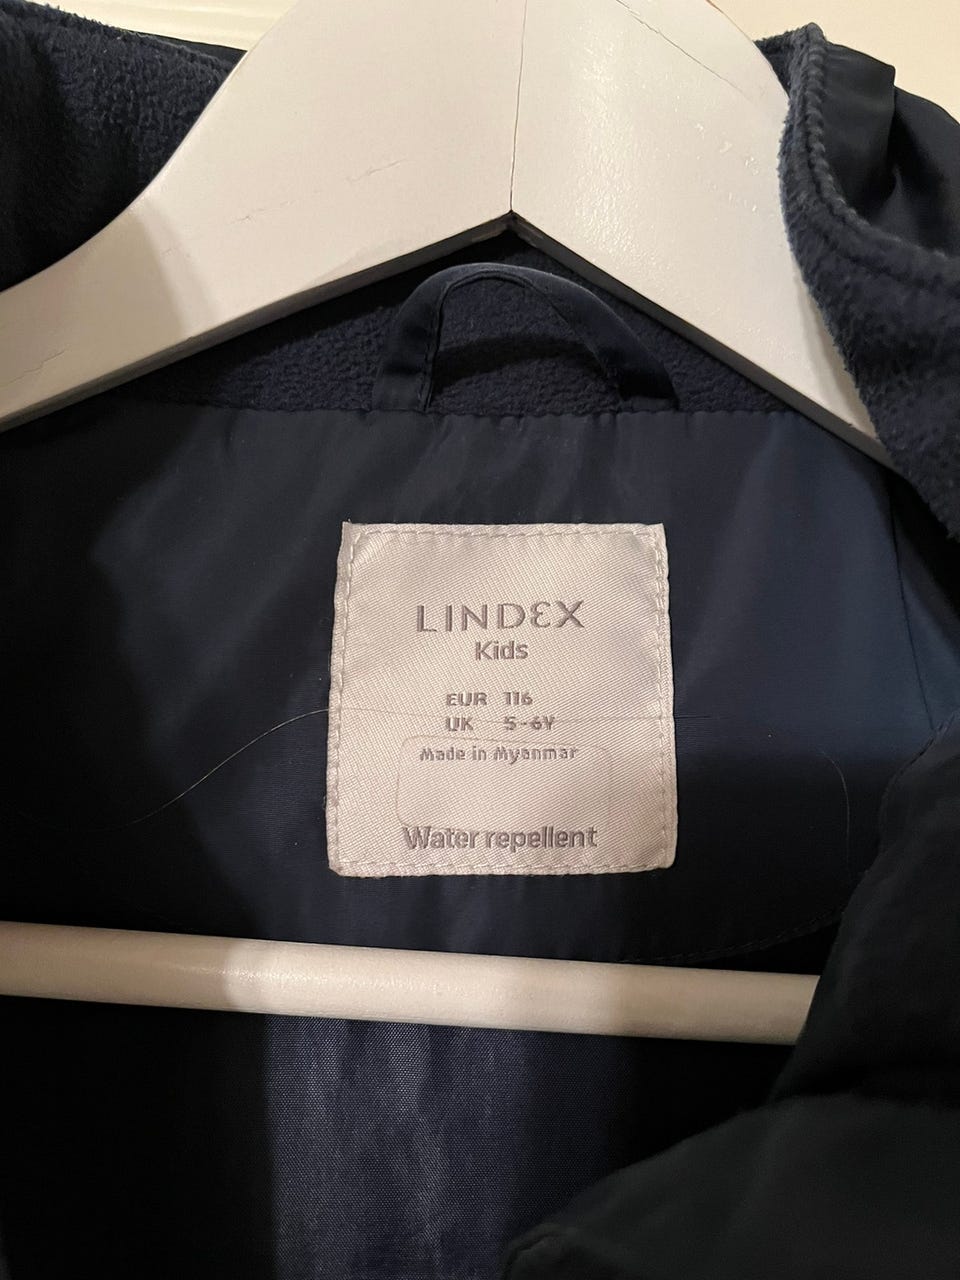 LINDEX
Kids
EUR 116
UK 5-6Y
Made in Myanmar
Water repellent